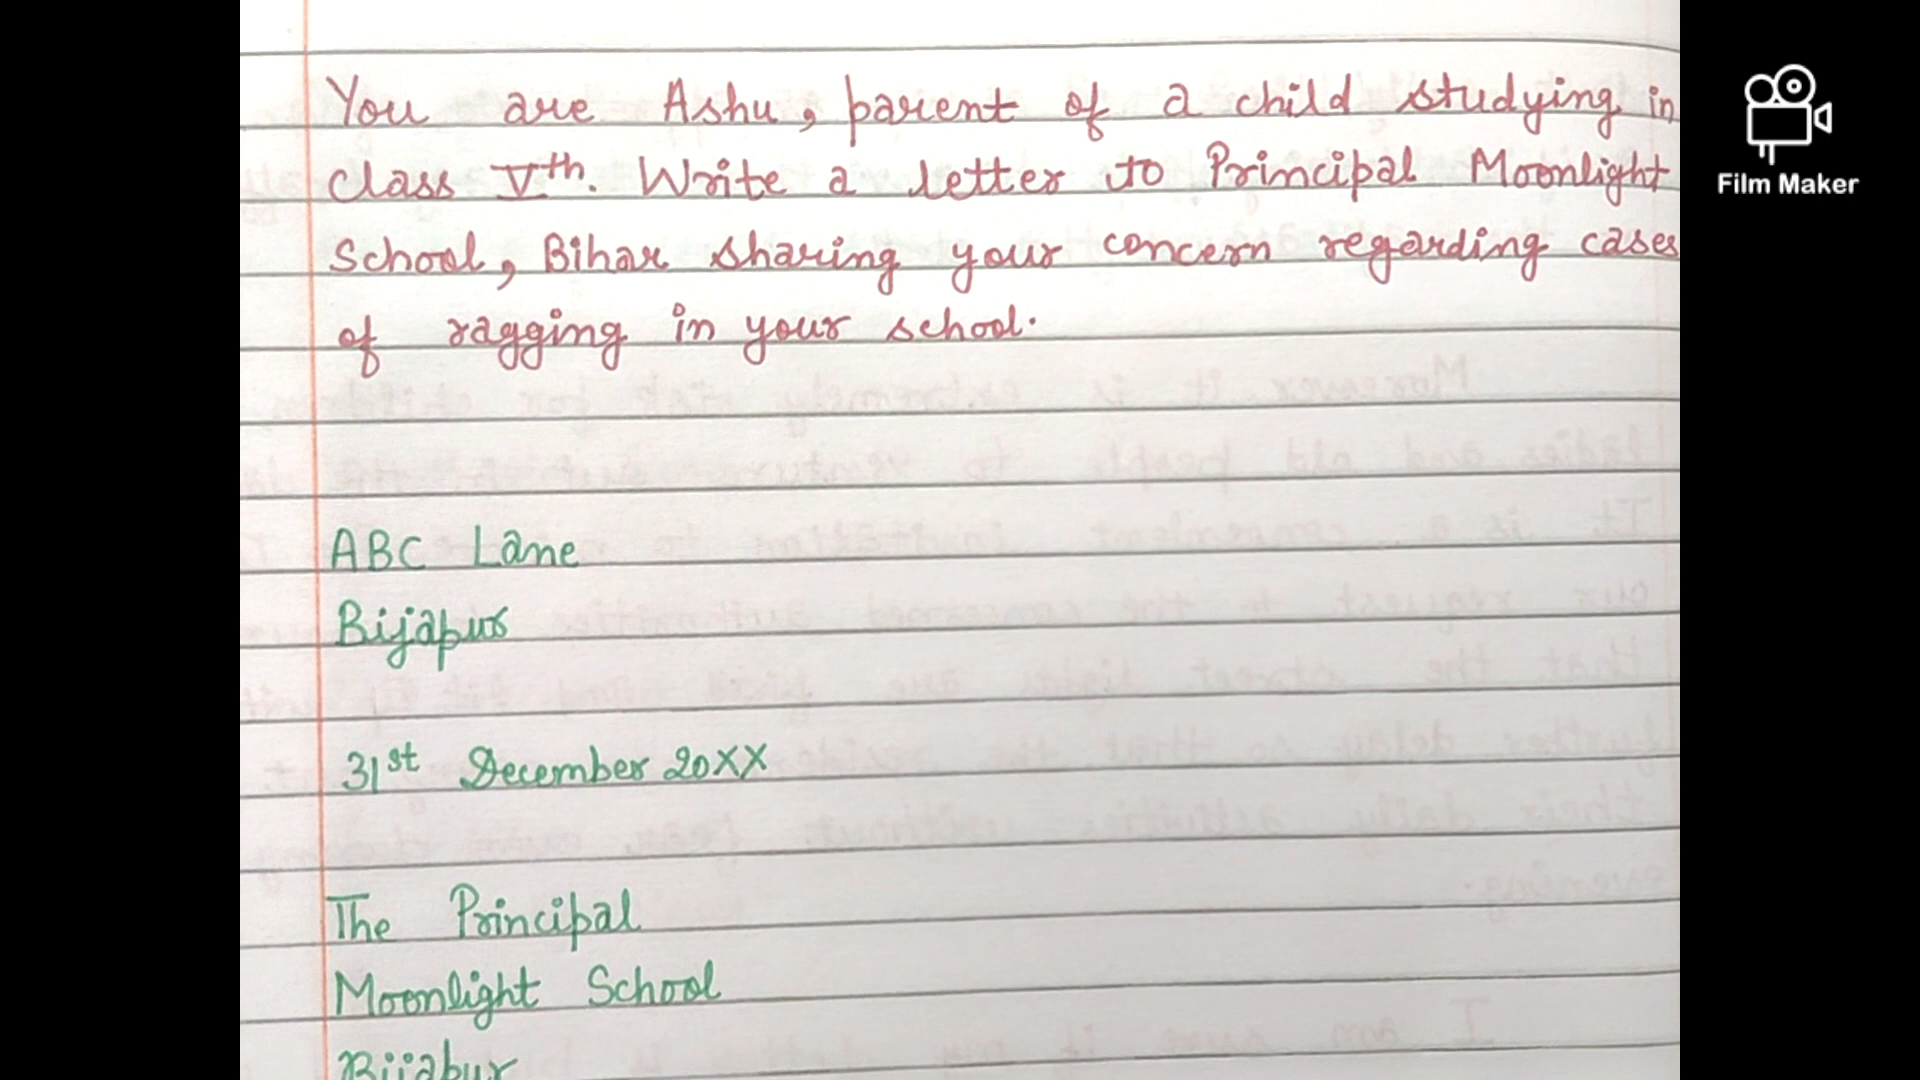 You are Ashu, parent of a child studying in
class Vth. Write a letter to Principal Moonlight
School, Bihar sharing your concern regarding cases
of ragging in your school.
ABC Lane
Bijapur
31st December 20XX
The Principal
Moonlight School
Bijapur
Film Maker